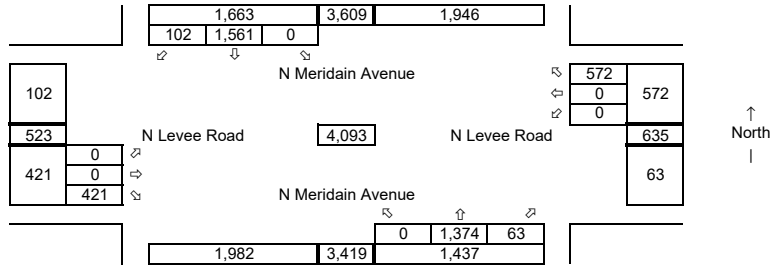 1,663 3,609 1,946
102 1,561 0
N Meridain Avenue
572
102 0 572
0
523 N Levee Road 4,093 N Levee Road 635
North
0
421 0 63
421
N Meridain Avenue
0 1,374 63
1,982 3,419 1,437